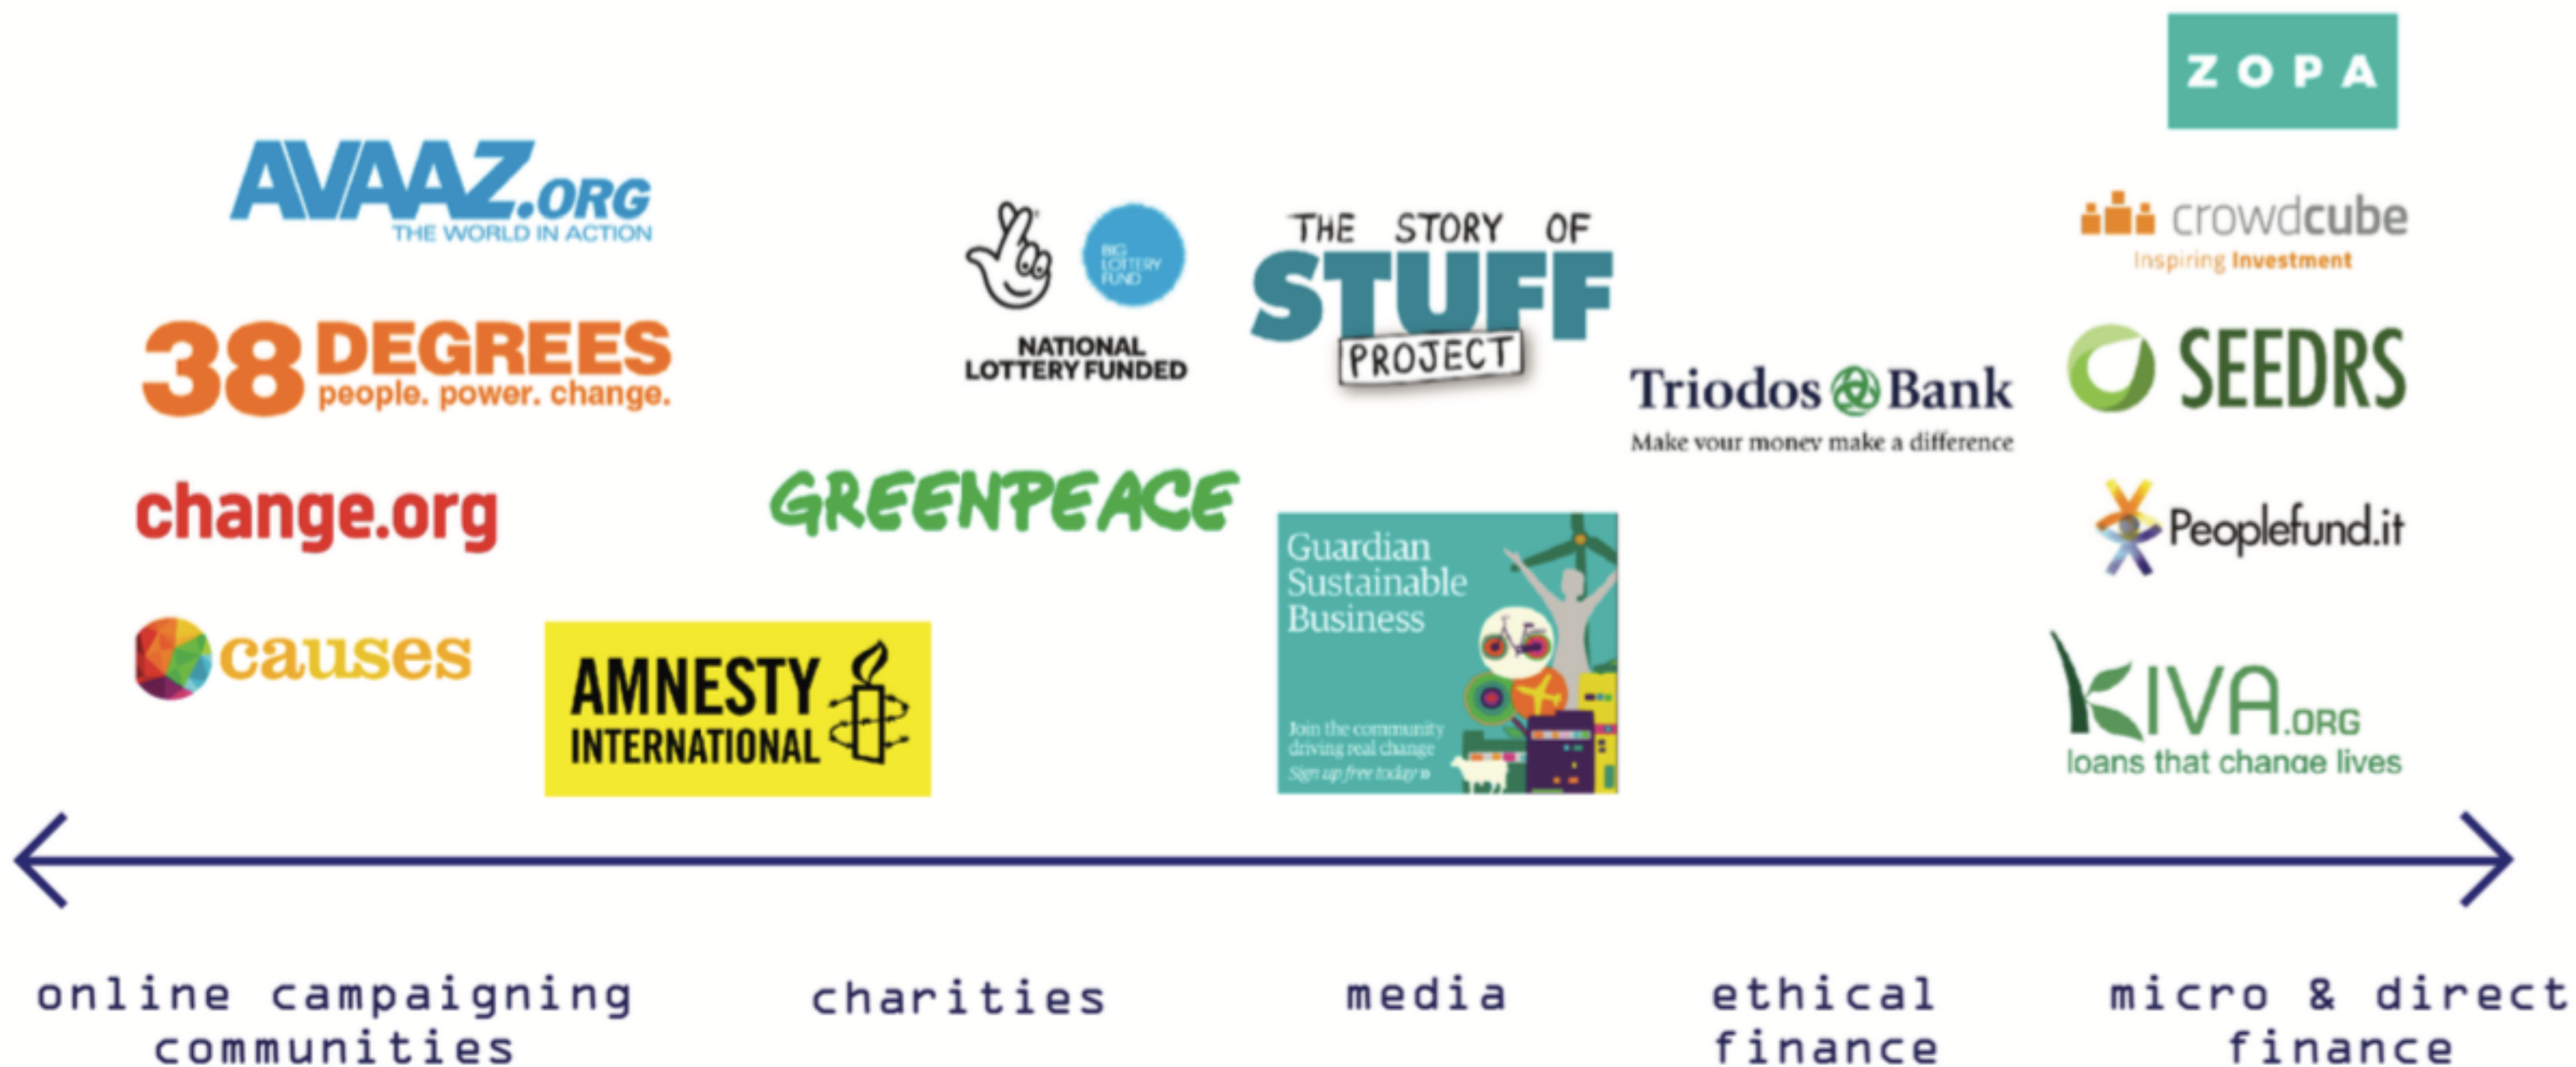 AVAAZ.ORG
THE WORLD IN ACTION
38 DEGREES
people. power. change.
change.org
causes
AMNESTY
INTERNATIONAL
BIG
LOTTERY
FUND
NATIONAL
LOTTERY FUNDED
GREENPEACE
THE STORY OF
STUFF
PROJECT
Guardian
Sustainable
Business
Join the community
driving real change
Sign up free today »
Triodos Bank
Make your money make a difference
ZOPA
crowdcube
Inspiring Investment
SEEDRS
Peoplefund.it
KIVA.ORG
loans that change lives
online campaigning
communities
charities
media
ethical
finance
micro & direct
finance